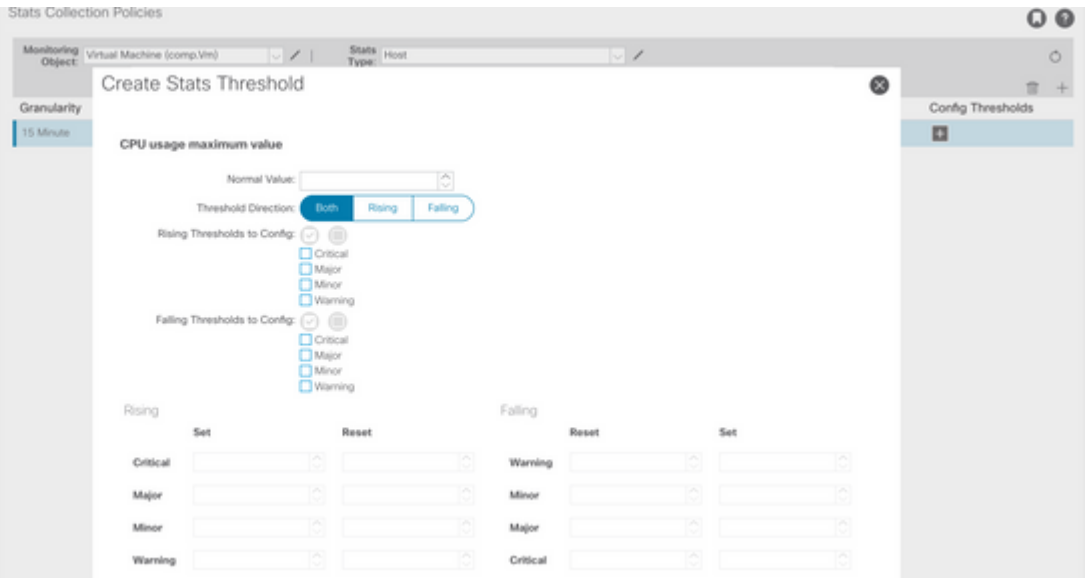 Stats Collection Policies
Monitoring Object: Virtual Machine (comp.Vm) Stats Type: Host
Create Stats Threshold
Granularity Config Thresholds
15 Minute
CPU usage maximum value
Normal Value:
Threshold Direction: Both Rising Falling
Rising Thresholds to Config:
Critical
Major
Minor
Warning
Falling Thresholds to Config:
Critical
Major
Minor
Warning
Rising Falling
Set Reset Reset Set
Critical Warning
Major Minor
Minor Major
Warning Critical